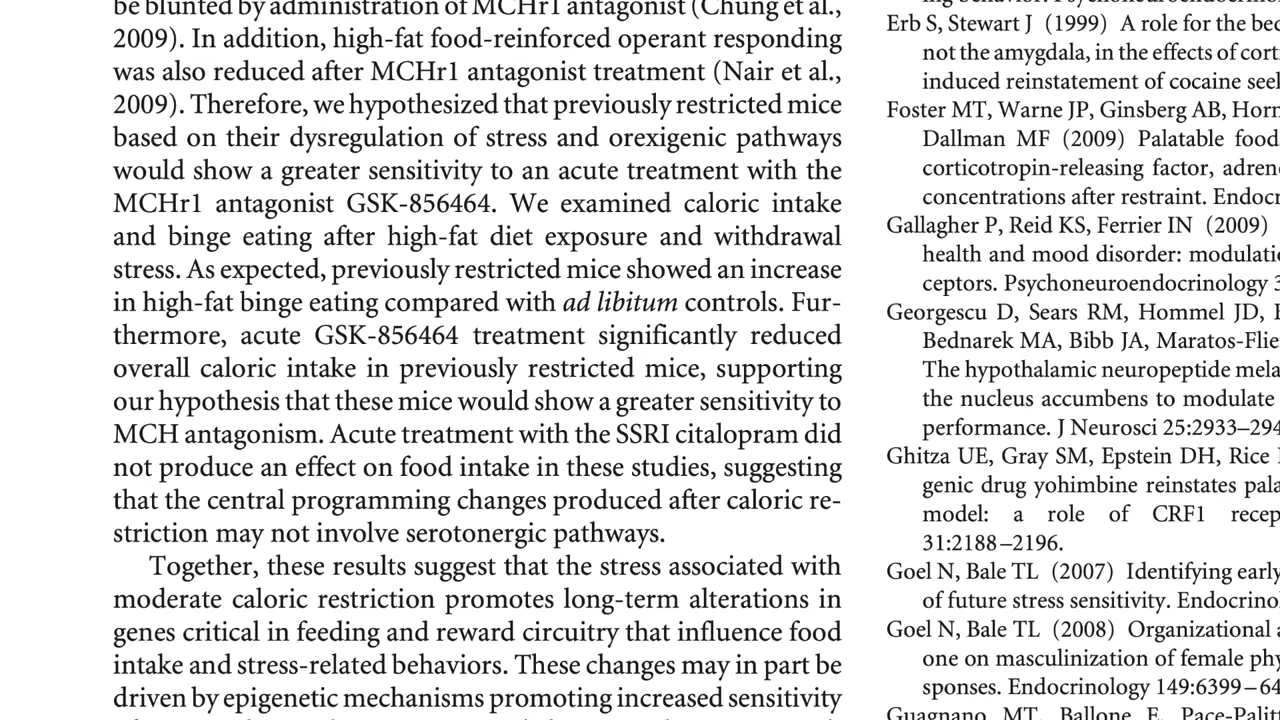 be blunted by administration of MCHr1 antagonist (Chung et al.,
2009). In addition, high-fat food-reinforced operant responding
was also reduced after MCHr1 antagonist treatment (Nair et al.,
2009). Therefore, we hypothesized that previously restricted mice
based on their dysregulation of stress and orexigenic pathways
would show a greater sensitivity to an acute treatment with the
MCHr1 antagonist GSK-856464. We examined caloric intake
and binge eating after high-fat diet exposure and withdrawal
stress. As expected, previously restricted mice showed an increase
in high-fat binge eating compared with ad libitum controls. Fur-
thermore, acute GSK-856464 treatment significantly reduced
overall caloric intake in previously restricted mice, supporting
our hypothesis that these mice would show a greater sensitivity to
MCH antagonism. Acute treatment with the SSRI citalopram did
not produce an effect on food intake in these studies, suggesting
that the central programming changes produced after caloric re-
striction may not involve serotonergic pathways.
Together, these results suggest that the stress associated with
moderate caloric restriction promotes long-term alterations in
genes critical in feeding and reward circuitry that influence food
intake and stress-related behaviors. These changes may in part be
driven by epigenetic mechanisms promoting increased sensitivity
Erb S, Stewart J (1999) A role for the bed
not the amygdala, in the effects of cort
induced reinstatement of cocaine seel
Foster MT, Warne JP, Ginsberg AB, Horn
Dallman MF (2009) Palatable food
corticotropin-releasing factor, adren
concentrations after restraint. Endocr
Gallagher P, Reid KS, Ferrier IN (2009)
health and mood disorder: modulatio
ceptors. Psychoneuroendocrinology 3
Georgescu D, Sears RM, Hommel JD,
Bednarek MA, Bibb JA, Maratos-Flie
The hypothalamic neuropeptide mela
the nucleus accumbens to modulate
performance. J Neurosci 25:2933–294
Ghitza UE, Gray SM, Epstein DH, Rice
genic drug yohimbine reinstates pala
model: a role of CRF1 recep
31:2188–2196.
Goel N, Bale TL (2007) Identifying early
of future stress sensitivity. Endocrinol
Goel N, Bale TL (2008) Organizational a
one on masculinization of female phy
sponses. Endocrinology 149:6399–64
Guagnano MT, Ballone E, Pace-Palitt